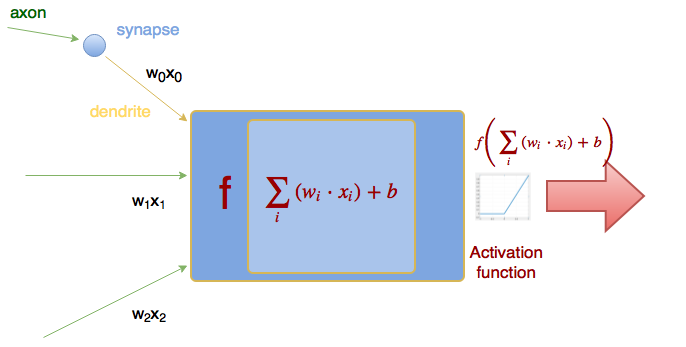 axon
synapse
w₀x₀
dendrite
f(∑ᵢ(wᵢ · xᵢ) + b)
f
∑ᵢ(wᵢ · xᵢ) + b
w₁x₁
Activation
function
w₂x₂